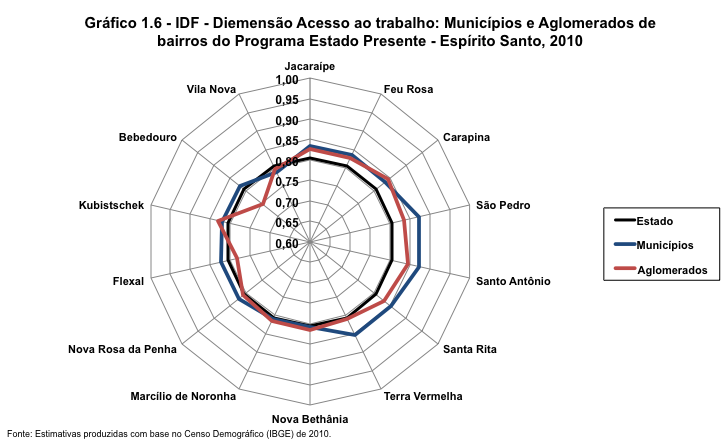 Gráfico 1.6 - IDF - Diemensão Acesso ao trabalho: Municípios e Aglomerados de
bairros do Programa Estado Presente - Espírito Santo, 2010
Jacaraípe
Vila Nova
1,00
Feu Rosa
0,95
0,90
Bebedouro
0,85
Carapina
0,80
0,75
Kubistschek
0,70
São Pedro
0,65
0,60
Estado
Municípios
Aglomerados
Flexal
Santo Antônio
Nova Rosa da Penha
Santa Rita
Marcílio de Noronha
Terra Vermelha
Nova Bethânia
Fonte: Estimativas produzidas com base no Censo Demográfico (IBGE) de 2010.